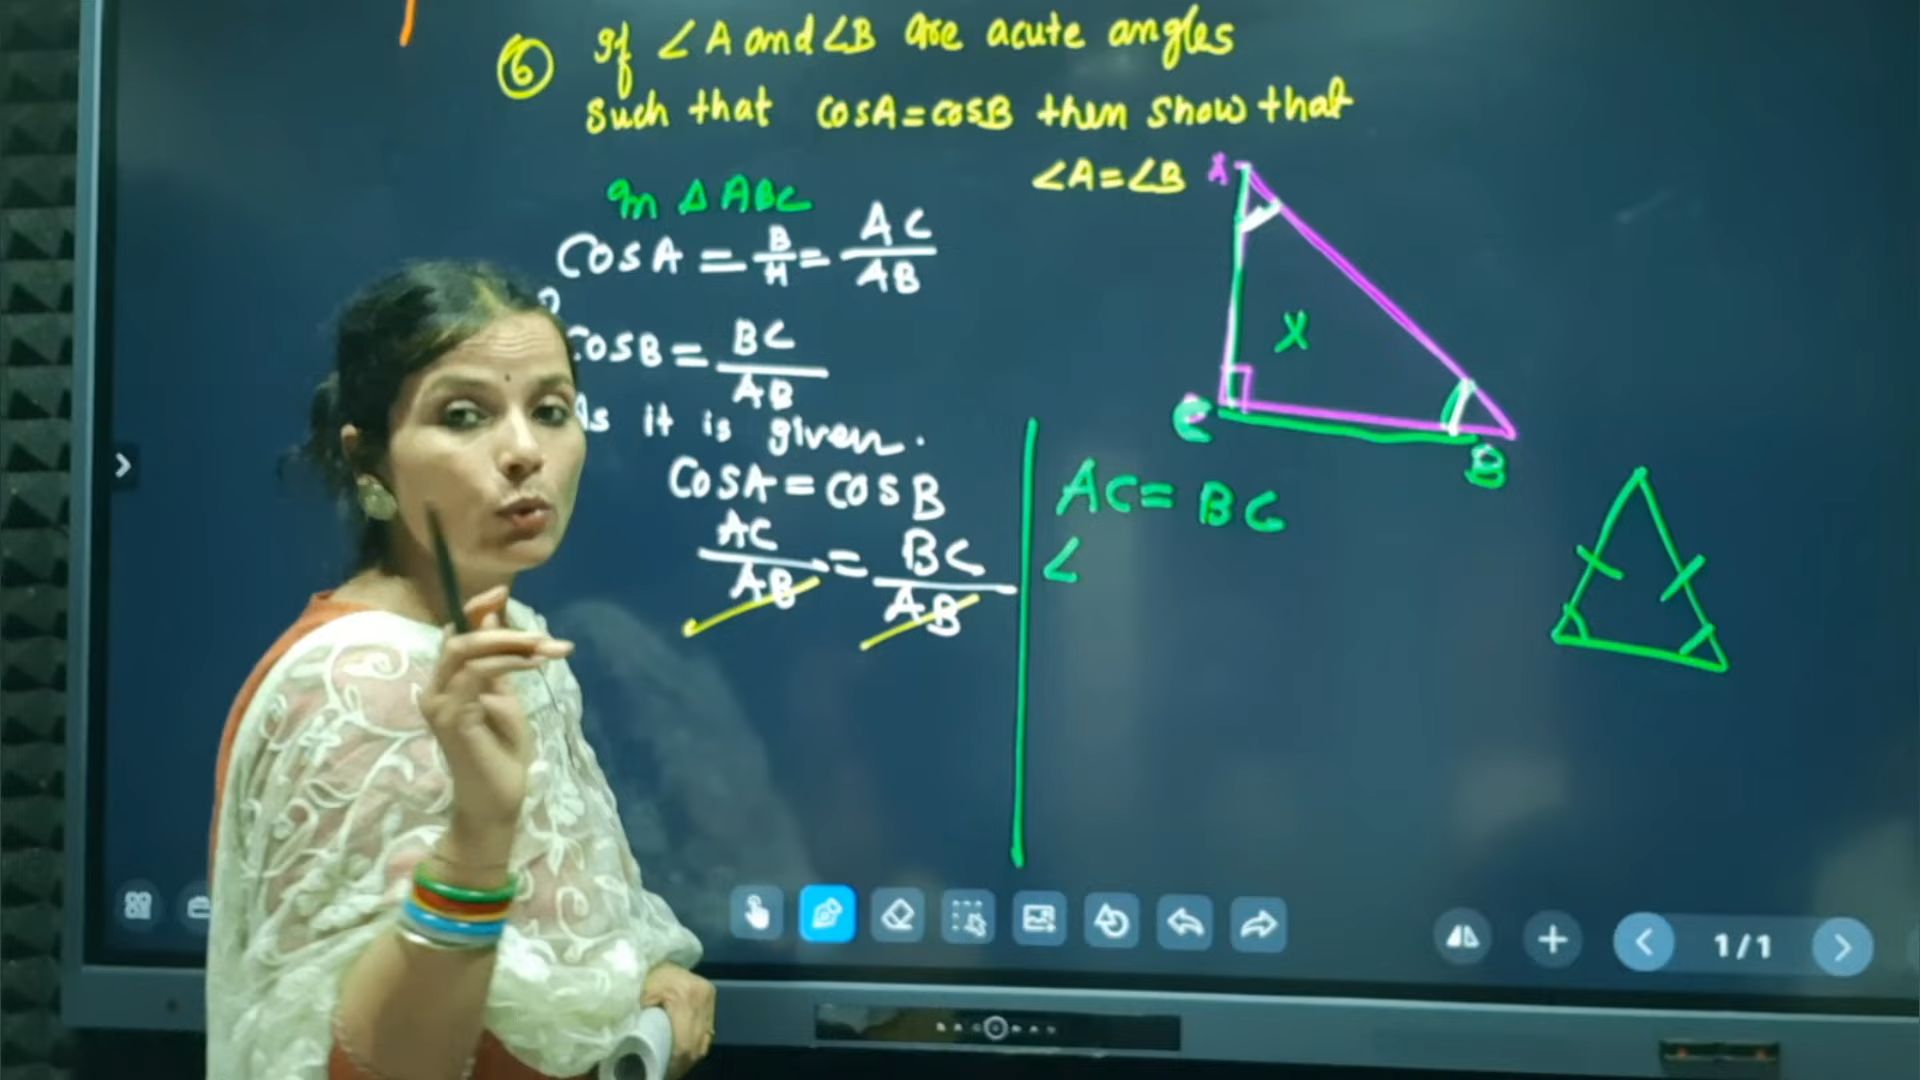 6 If ∠A and ∠B are acute angles
such that cosA = cosB then show that
∠A = ∠B
In △ ABC
CosA = B/H = AC/AB
CosB = BC/AB
As it is given.
CosA = cosB
AC/AB = BC/AB
A
X
C
B
AC = BC
∠
1/1